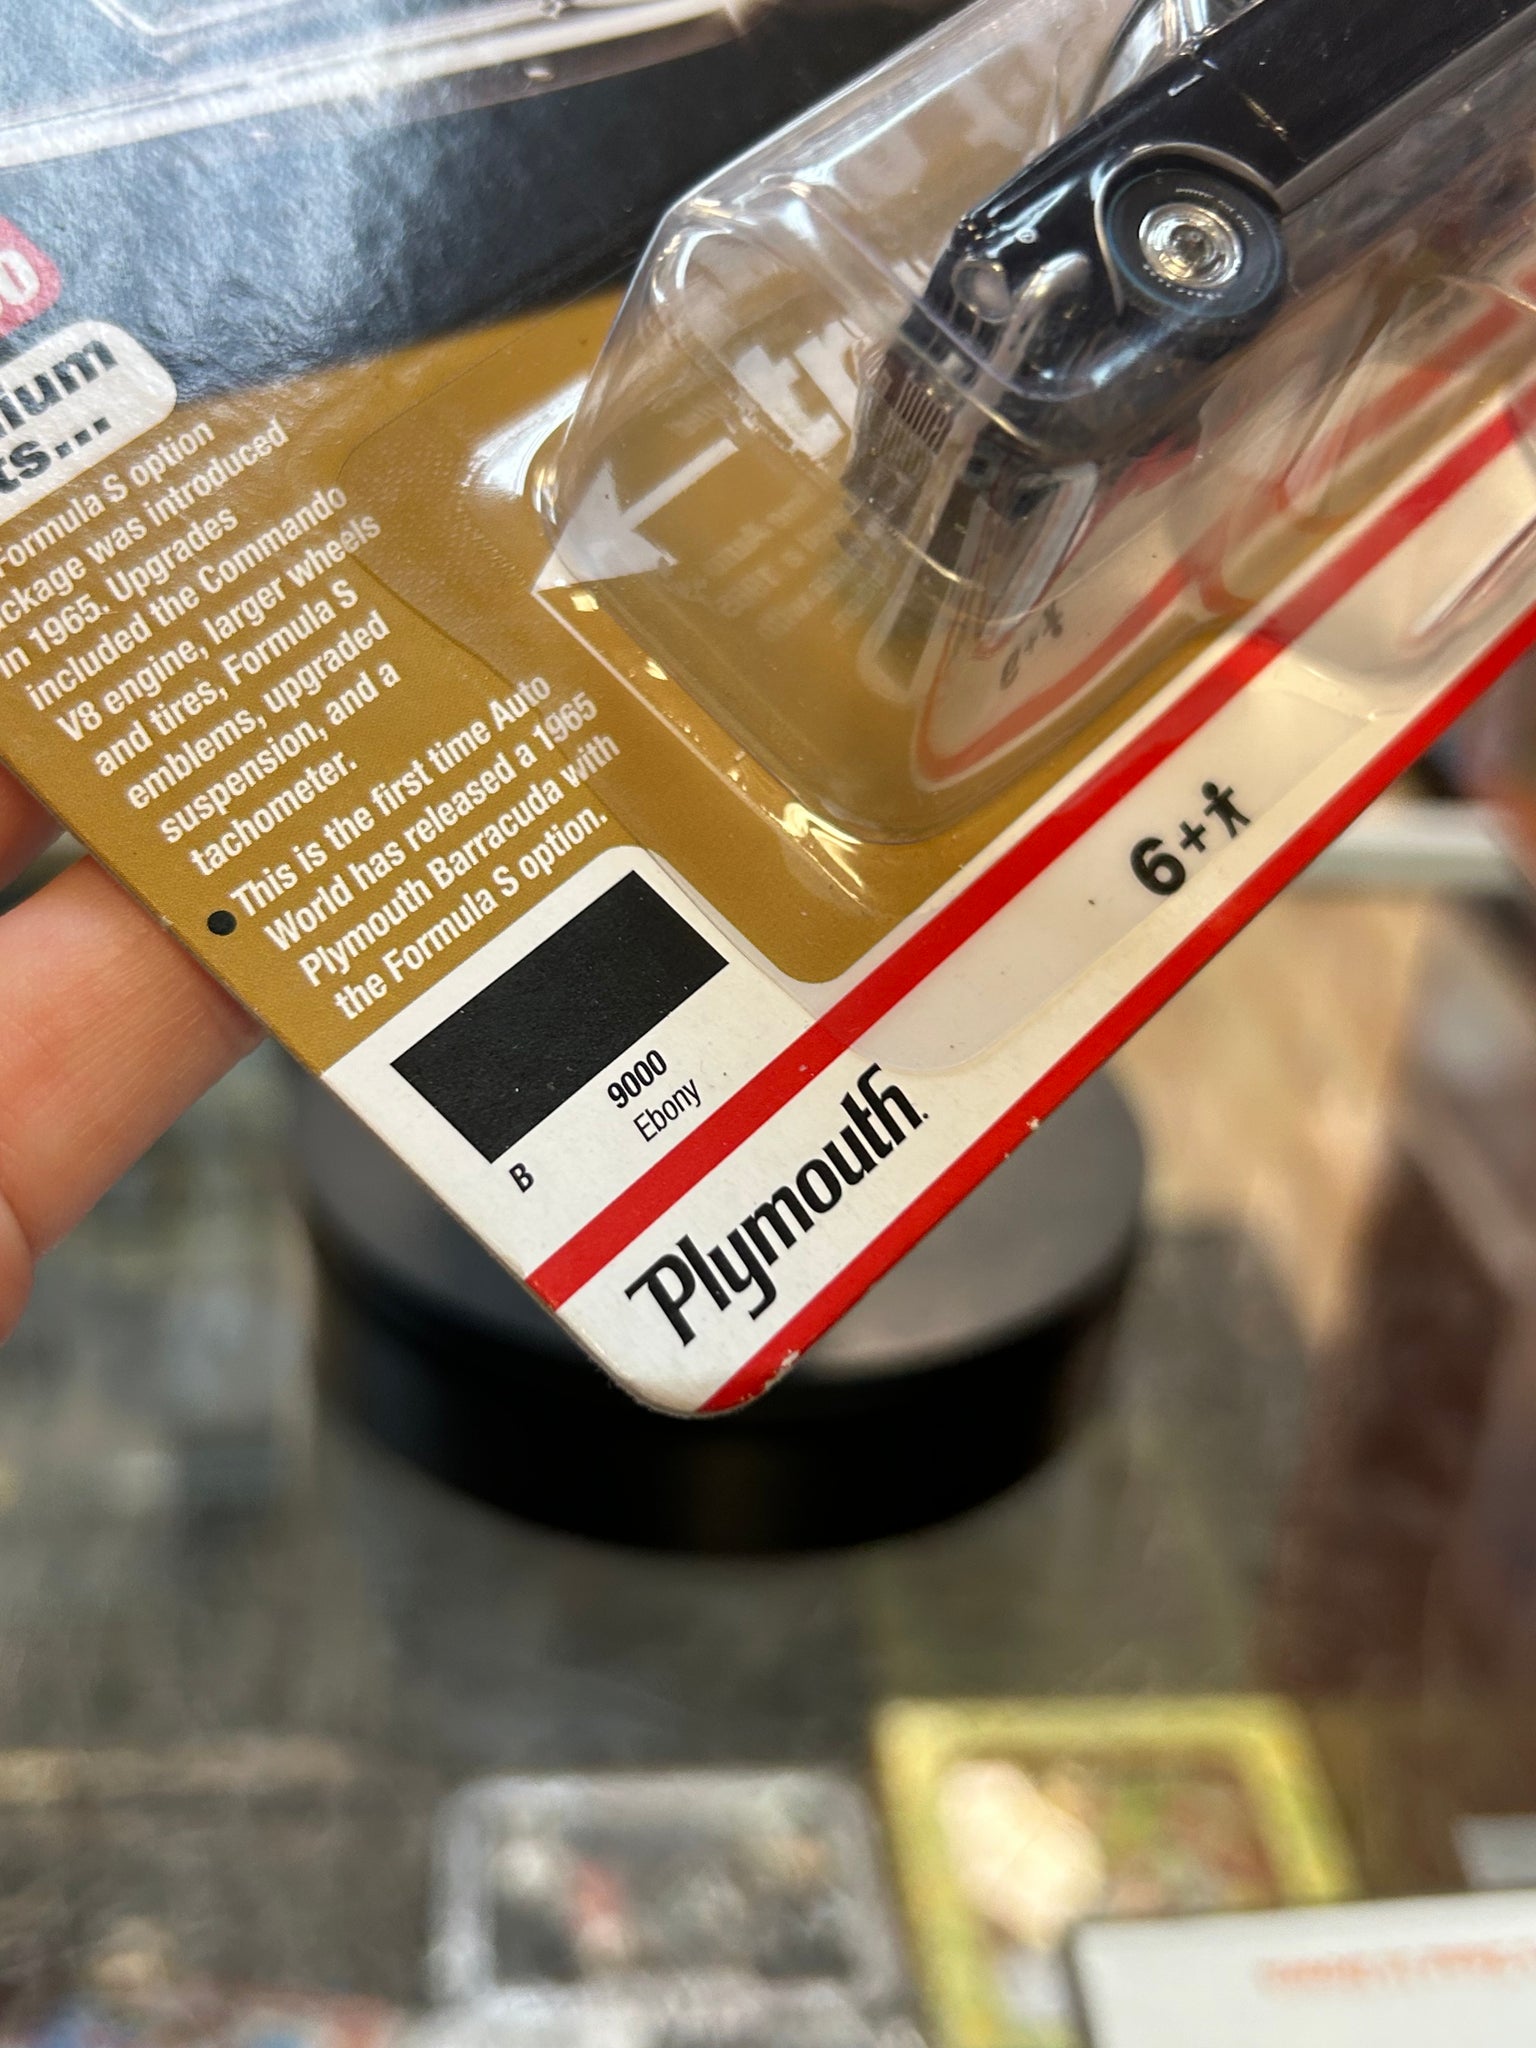 ium
ts...
Formula S option
ckage was introduced
in 1965. Upgrades
included the Commando
V8 engine, larger wheels
and tires, Formula S
emblems, upgraded
suspension, and a
tachometer.
This is the first time Auto
World has released a 1965
Plymouth Barracuda with
the Formula S option.
9000
Ebony
B
Plymouth.
6+